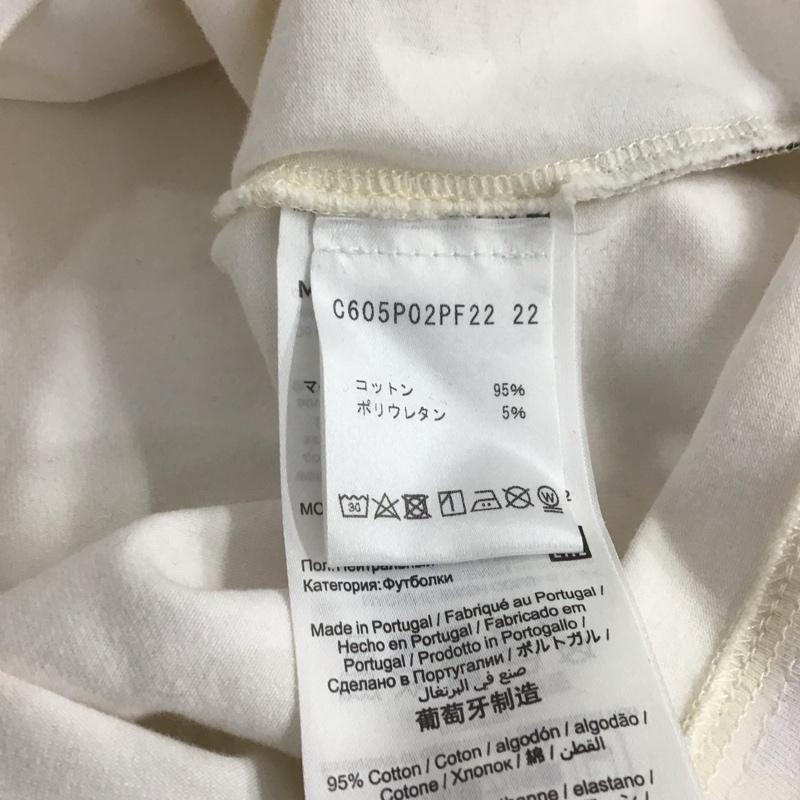 C605P02PF22 22
コットン 95%
ポリウレタン 5%
30
W
Категория: Футболки
Made in Portugal / Fabriqué au Portugal /
Hecho en Portugal / Fabricado em
Portugal / Prodotto in Portogallo /
Сделано в Португалии / ポルトガル /
صنع في البرتغال
葡萄牙制造
95% Cotton / Coton / algodón / algodão /
Cotone / Хлопок / 綿 / القطن /
elastano /